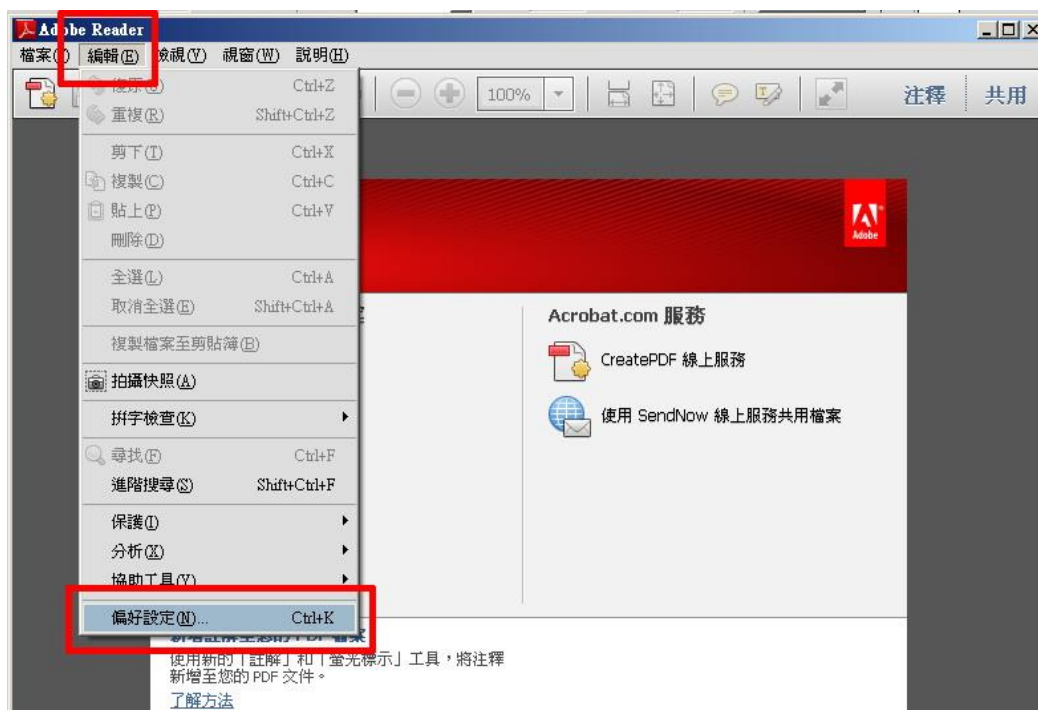 Adobe Reader
檔案 編輯(E) 檢視(V) 視窗(W) 說明(H)
100% 注釋 共用
復原(U) Ctrl+Z
重複(R) Shift+Ctrl+Z
剪下(T) Ctrl+X
複製(C) Ctrl+C
貼上(P) Ctrl+V
刪除(D)
全選(L) Ctrl+A
取消全選(E) Shift+Ctrl+A
複製檔案至剪貼簿(B)
拍攝快照(A)
拼字檢查(K)
尋找(F) Ctrl+F
進階搜尋(S) Shift+Ctrl+F
保護(I)
分析(X)
協助工具(Y)
偏好設定(N)... Ctrl+K
Adobe
Acrobat.com 服務
CreatePDF 線上服務
使用 SendNow 線上服務共用檔案
使用新的「註解」和「螢光標示」工具，將注釋
新增至您的 PDF 文件。
了解方法